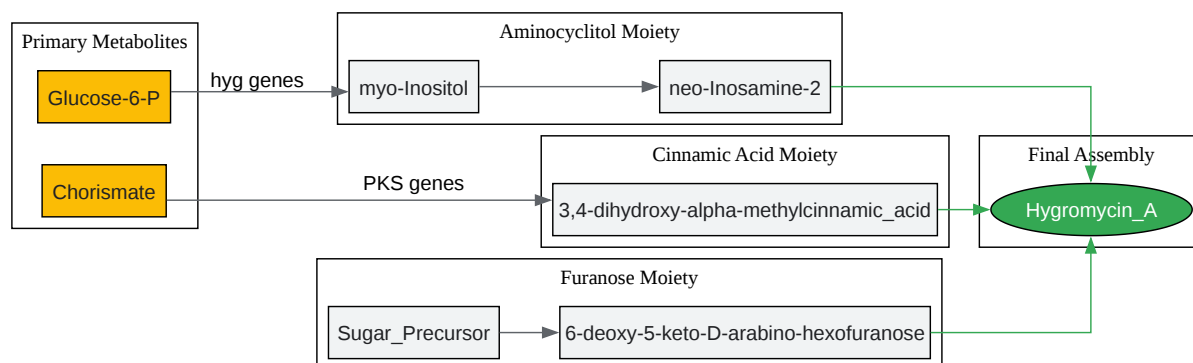 Primary Metabolites
Glucose-6-P
Chorismate
hyg genes
PKS genes
Aminocyclitol Moiety
myo-Inositol
neo-Inosamine-2
Cinnamic Acid Moiety
3,4-dihydroxy-alpha-methylcinnamic_acid
Furanose Moiety
Sugar_Precursor
6-deoxy-5-keto-D-arabino-hexofuranose
Final Assembly
Hygromycin_A